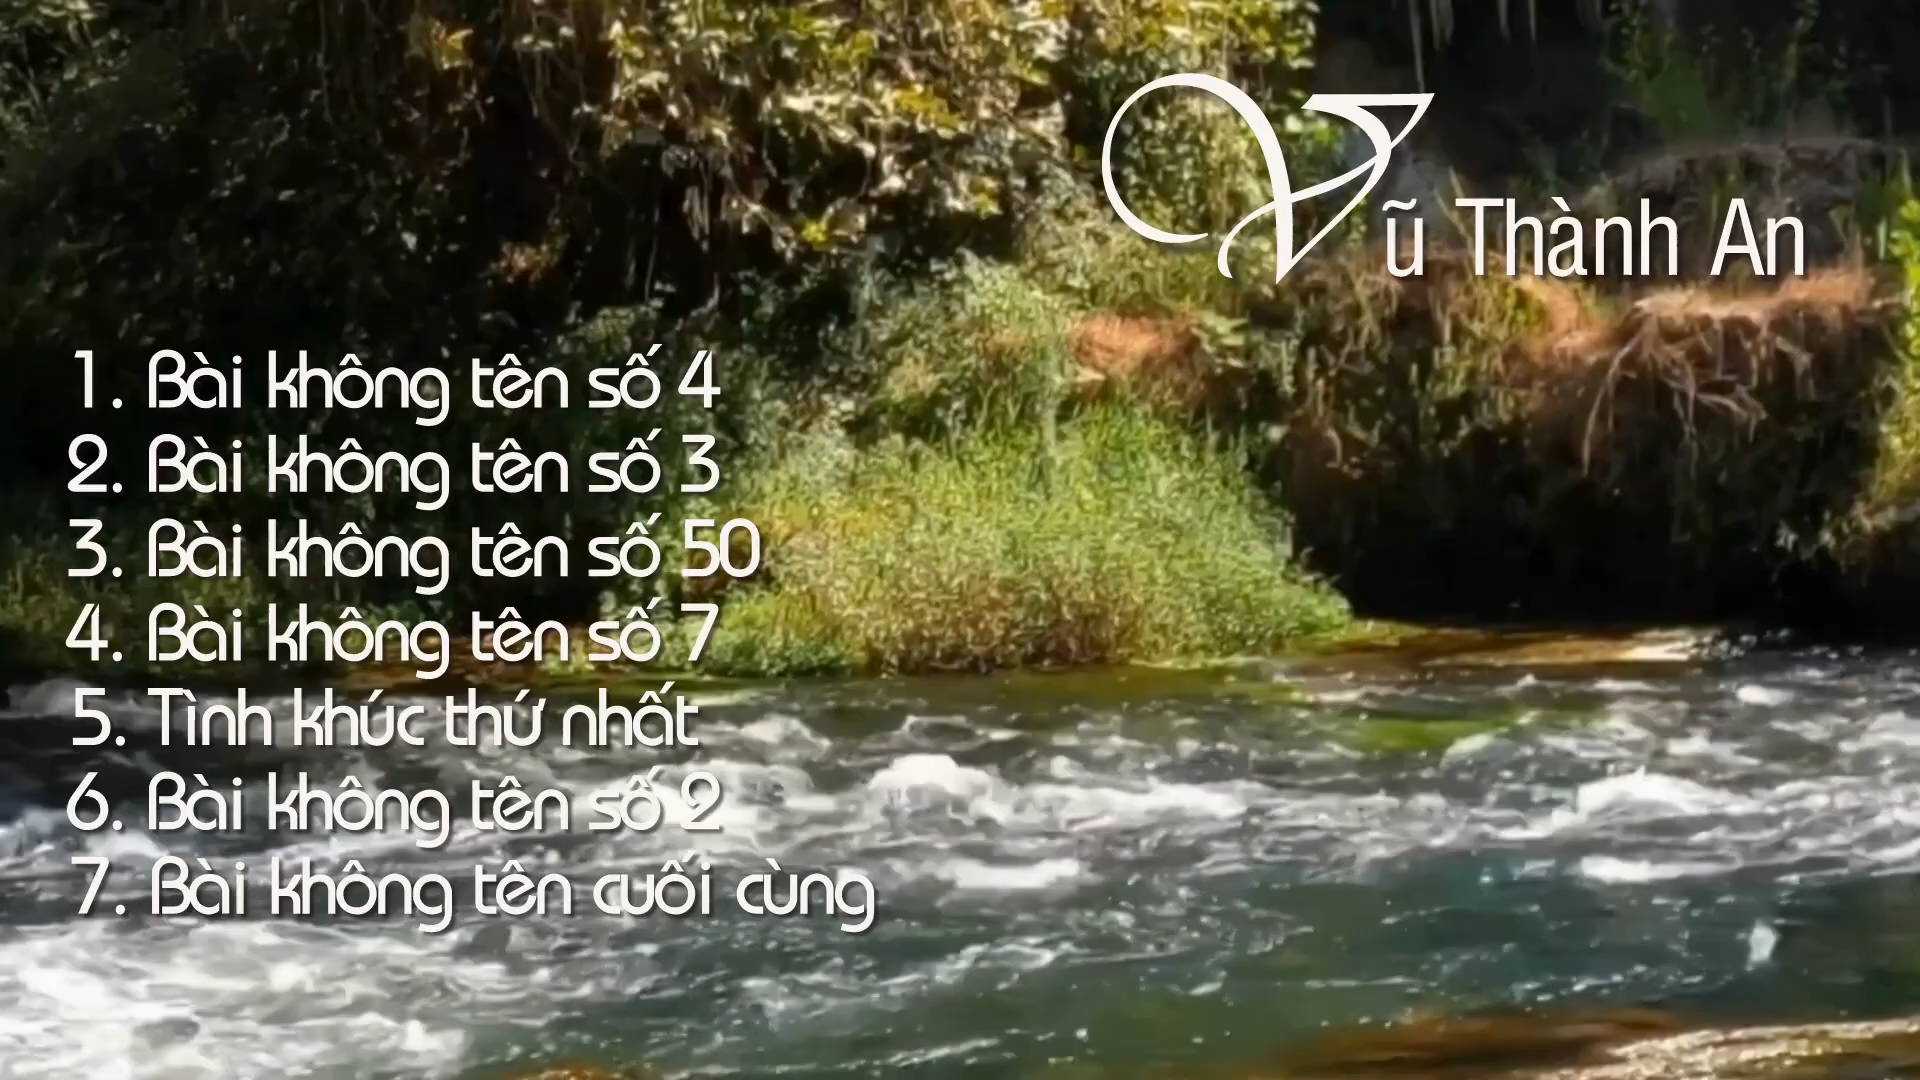 Vũ Thành An
1. Bài không tên số 4
2. Bài không tên số 3
3. Bài không tên số 50
4. Bài không tên số 7
5. Tình khúc thứ nhất
6. Bài không tên số 2
7. Bài không tên cuối cùng